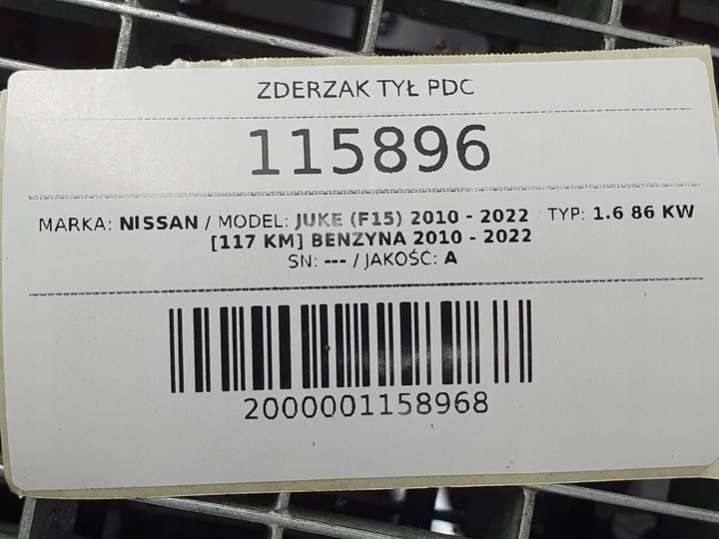 ZDERZAK TYŁ PDC
115896
MARKA: NISSAN / MODEL: JUKE (F15) 2010 - 2022 / TYP: 1.6 86 KW
[117 KM] BENZYNA 2010 - 2022
SN: --- / JAKOŚĆ: A
2000001158968